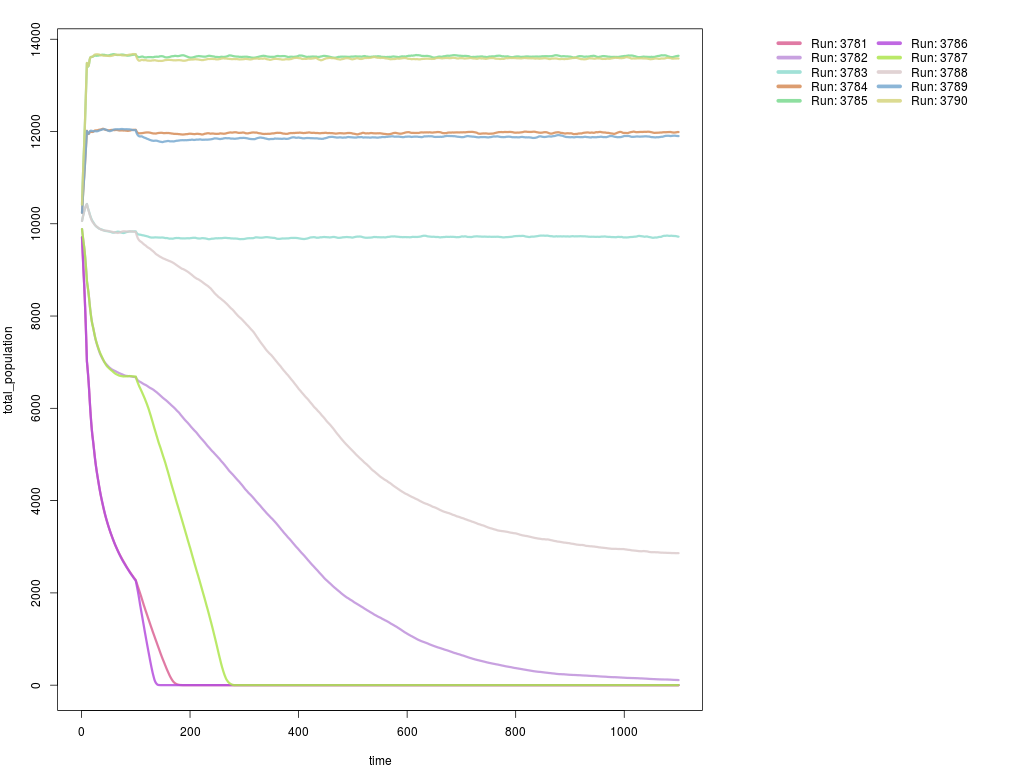 14000
12000
10000
8000
6000
4000
2000
0
total_population
0 200 400 600 800 1000
time
Run: 3781 Run: 3786
Run: 3782 Run: 3787
Run: 3783 Run: 3788
Run: 3784 Run: 3789
Run: 3785 Run: 3790